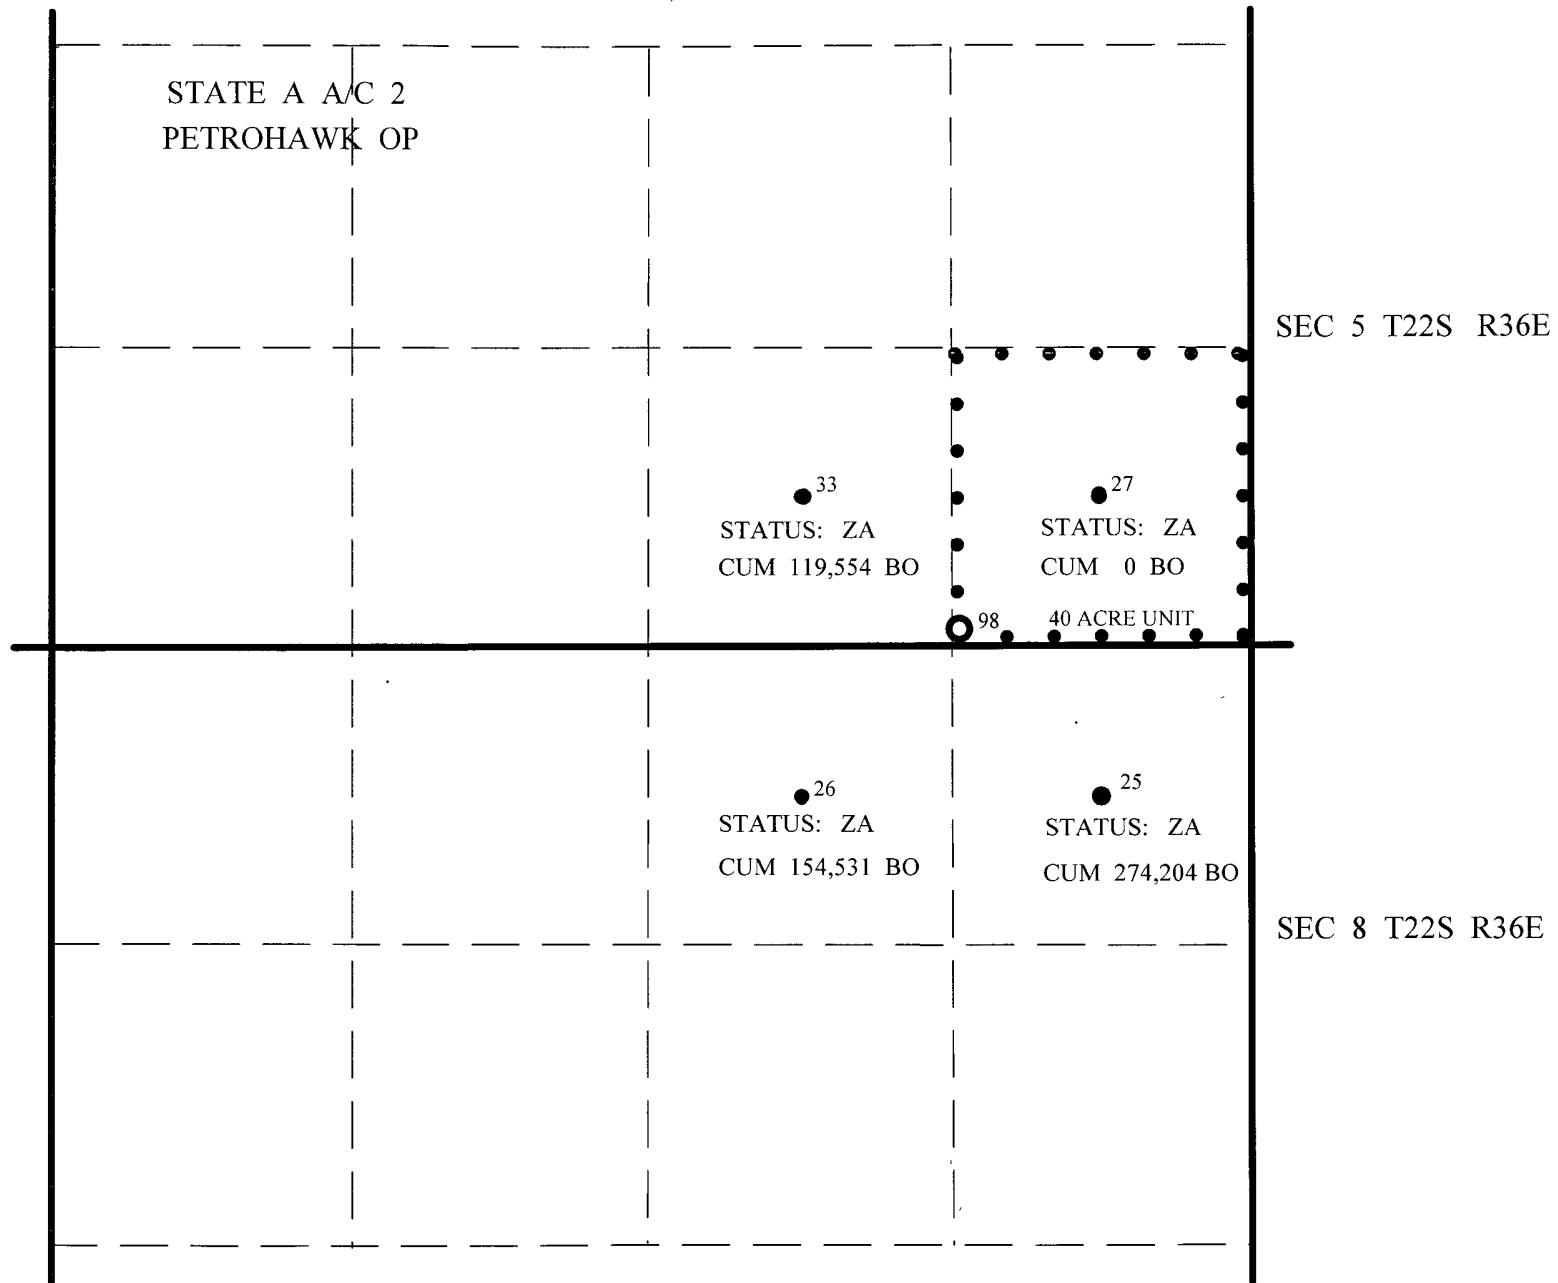 STATE A A/C 2
PETROHAWK OP
SEC 5 T22S R36E
33
STATUS: ZA
CUM 119,554 BO
27
STATUS: ZA
CUM 0 BO
98
40 ACRE UNIT
26
STATUS: ZA
CUM 154,531 BO
25
STATUS: ZA
CUM 274,204 BO
SEC 8 T22S R36E